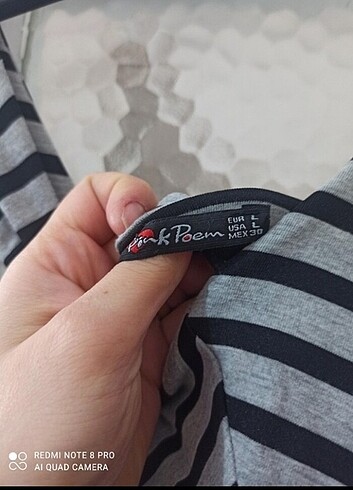 Pink Poem
EUR L
USA L
MEX 30
REDMI NOTE 8 PRO
AI QUAD CAMERA